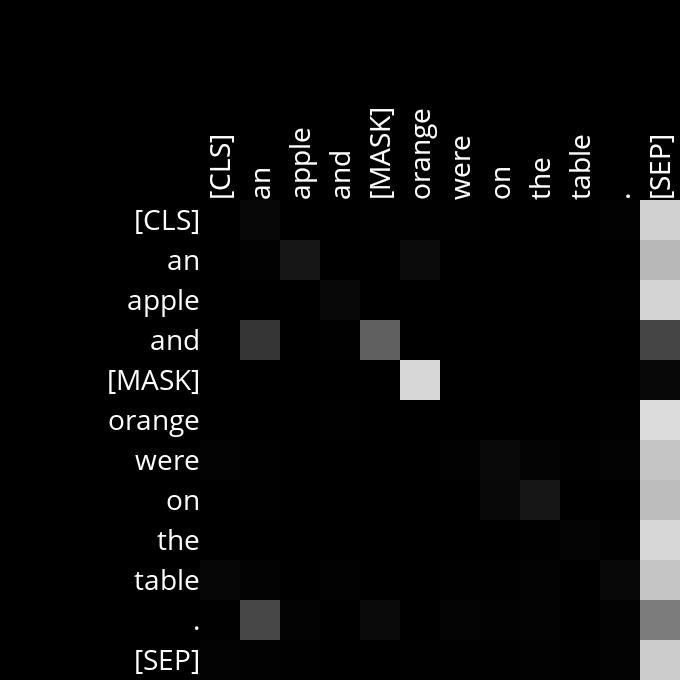 [CLS] an apple and [MASK] orange were on the table . [SEP]
[CLS]
an
apple
and
[MASK]
orange
were
on
the
table
.
[SEP]